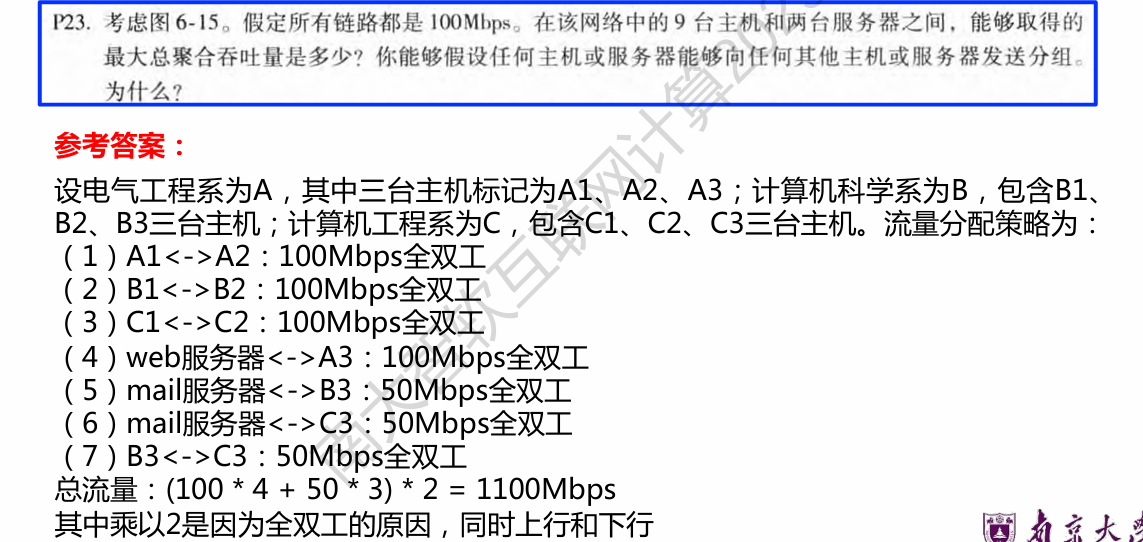 P23. 考虑图 6-15。假定所有链路都是 100Mbps。在该网络中的 9 台主机和两台服务器之间，能够取得的
最大总聚合吞吐量是多少？你能够假设任何主机或服务器能够向任何其他主机或服务器发送分组。
为什么？
参考答案：
设电气工程系为A，其中三台主机标记为A1、A2、A3；计算机科学系为B，包含B1、
B2、B3三台主机；计算机工程系为C，包含C1、C2、C3三台主机。流量分配策略为：
（1）A1<->A2：100Mbps全双工
（2）B1<->B2：100Mbps全双工
（3）C1<->C2：100Mbps全双工
（4）web服务器<->A3：100Mbps全双工
（5）mail服务器<->B3：50Mbps全双工
（6）mail服务器<->C3：50Mbps全双工
（7）B3<->C3：50Mbps全双工
总流量：(100 * 4 + 50 * 3) * 2 = 1100Mbps
其中乘以2是因为全双工的原因，同时上行和下行
南大智软互联网计算202
南京大学